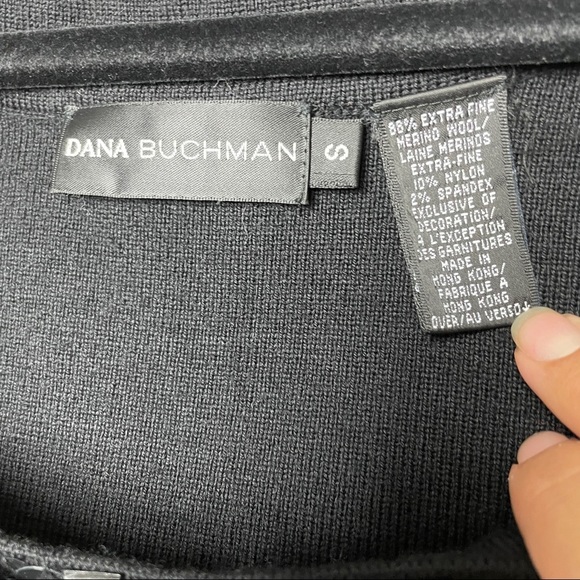 DANA BUCHMAN
S
88% EXTRA FINE
MERINO WOOL/
LAINE MERINOS
EXTRA-FINE
10% NYLON
2% SPANDEX
EXCLUSIVE OF
DECORATION/
A L'EXCEPTION
DES GARNITURES
MADE IN
HONG KONG/
FABRIQUE A
HONG KONG
OVER/AU VERSO↓